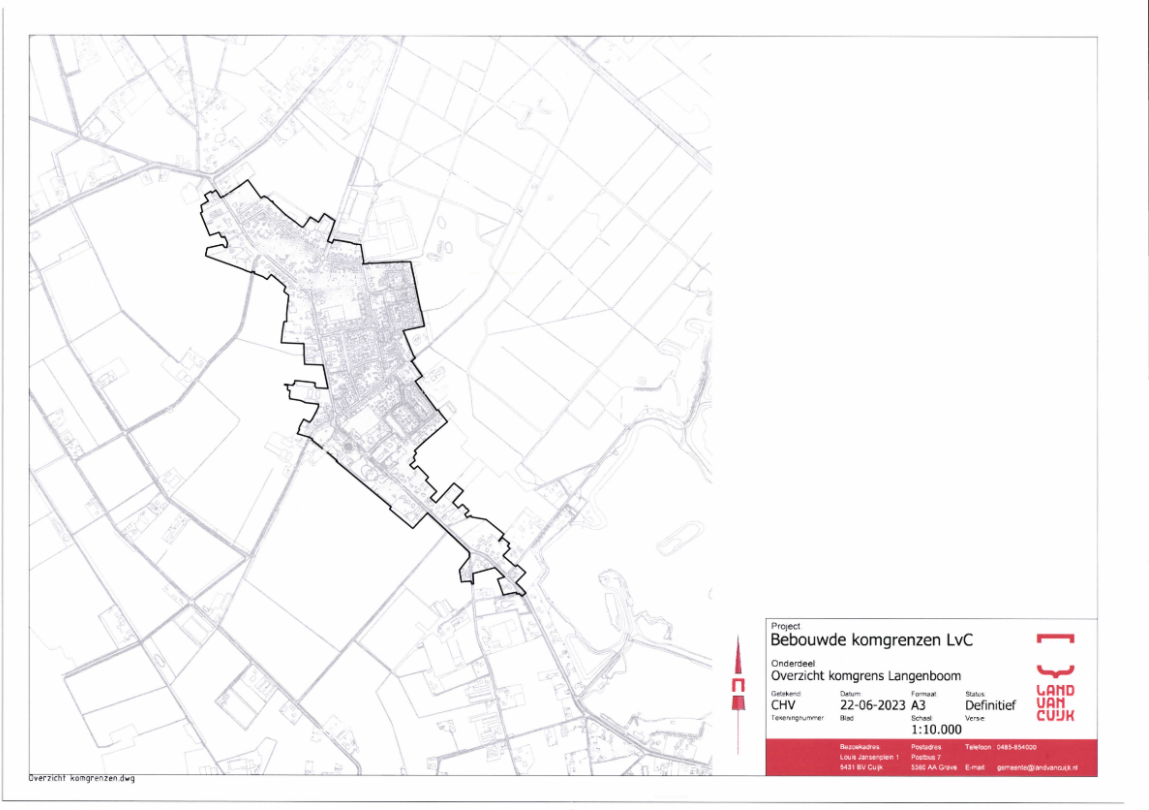 Project
Bebouwde komgrenzen LvC
Onderdeel
Overzicht komgrens Langenboom
Getekend Datum Formaat Status
CHV 22-06-2023 A3 Definitief
Tekeningnummer Blad Schaal Versie
1:10.000
LAND
VAN
CUIJK
Bezoekadres Postadres Telefoon : 0485-854000
Louis Jansenplein 1 Postbus 7
5431 BV Cuijk 5360 AA Grave E-mail gemeente@landvancuijk.nl
Overzicht komgrenzen.dwg